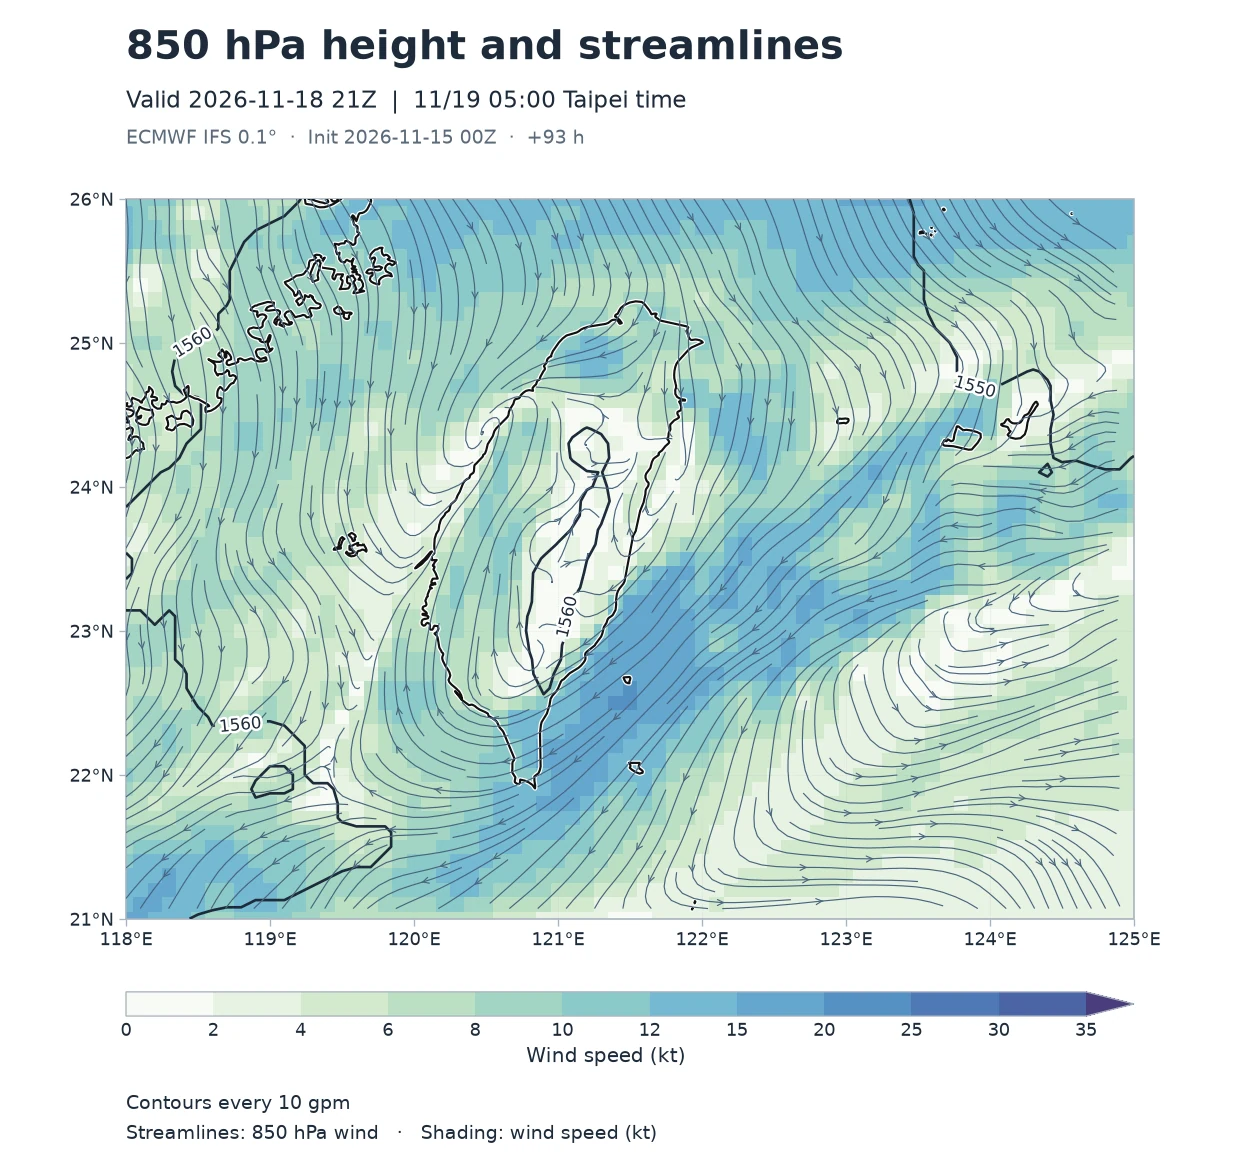 850 hPa height and streamlines
Valid 2026-11-18 21Z | 11/19 05:00 Taipei time
ECMWF IFS 0.1° · Init 2026-11-15 00Z · +93 h
26°N
25°N
24°N
23°N
22°N
21°N
1560
1550
1560
1560
118°E 119°E 120°E 121°E 122°E 123°E 124°E 125°E
0 2 4 6 8 10 12 15 20 25 30 35
Wind speed (kt)
Contours every 10 gpm
Streamlines: 850 hPa wind · Shading: wind speed (kt)